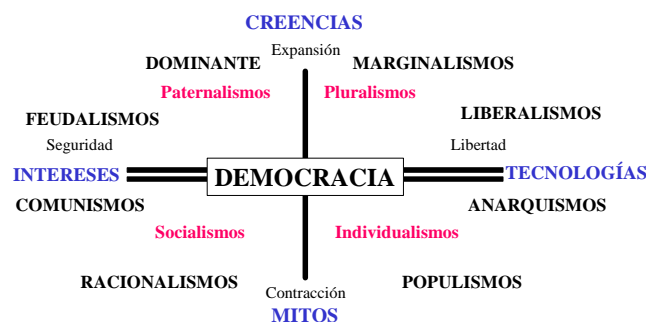 CREENCIAS
Expansión
DOMINANTE
MARGINALISMOS
Paternalismos
Pluralismos
FEUDALISMOS
LIBERALISMOS
Seguridad
Libertad
INTERESES
DEMOCRACIA
TECNOLOGÍAS
COMUNISMOS
ANARQUISMOS
Socialismos
Individualismos
RACIONALISMOS
POPULISMOS
Contracción
MITOS